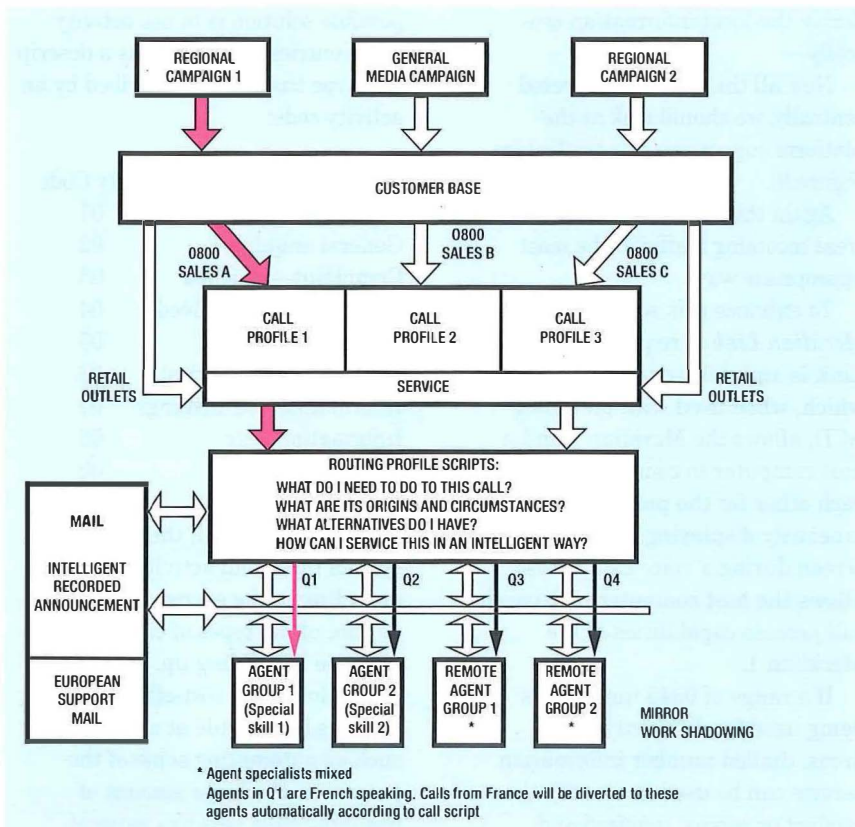 REGIONAL
CAMPAIGN 1
GENERAL
MEDIA CAMPAIGN
REGIONAL
CAMPAIGN 2
CUSTOMER BASE
0800
SALES A
0800
SALES B
0800
SALES C
CALL
PROFILE 1
CALL
PROFILE 2
CALL
PROFILE 3
RETAIL
OUTLETS
SERVICE
RETAIL
OUTLETS
ROUTING PROFILE SCRIPTS:
WHAT DO I NEED TO DO TO THIS CALL?
WHAT ARE ITS ORIGINS AND CIRCUMSTANCES?
WHAT ALTERNATIVES DO I HAVE?
HOW CAN I SERVICE THIS IN AN INTELLIGENT WAY?
MAIL
INTELLIGENT
RECORDED
ANNOUNCEMENT
EUROPEAN
SUPPORT
MAIL
Q1
Q2
Q3
Q4
AGENT
GROUP 1
(Special
skill 1)
AGENT
GROUP 2
(Special
skill 2)
REMOTE
AGENT
GROUP 1
*
REMOTE
AGENT
GROUP 2
*
MIRROR
WORK SHADOWING
* Agent specialists mixed
Agents in Q1 are French speaking. Calls from France will be diverted to these
agents automatically according to call script